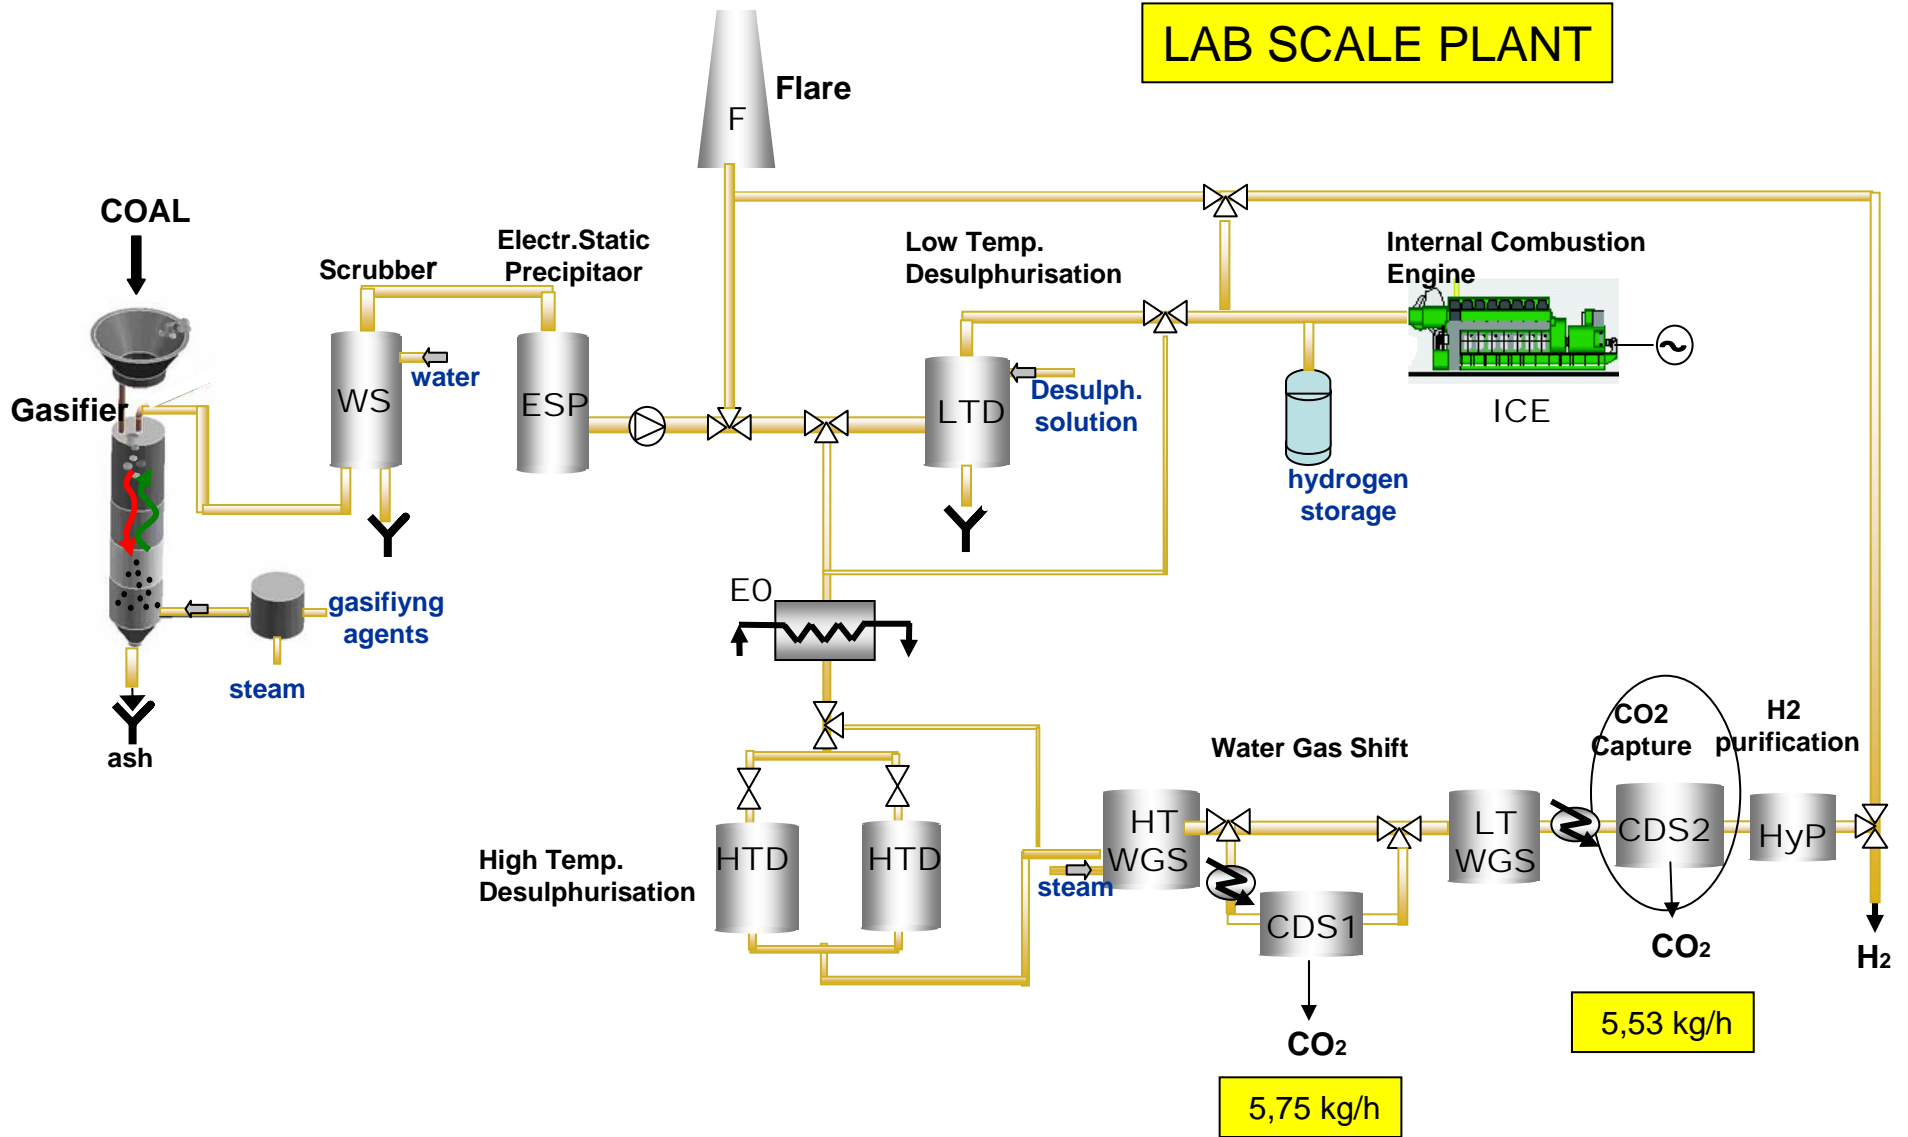 LAB SCALE PLANT
Flare
F
COAL
Scrubber
Electr.Static
Precipitaor
Low Temp.
Desulphurisation
Internal Combustion
Engine
Gasifier
WS
water
ESP
LTD
Desulph.
solution
ICE
hydrogen
storage
E0
gasifiyng
agents
steam
ash
High Temp.
Desulphurisation
HTD
HTD
Water Gas Shift
HT
WGS
steam
CDS1
CO2
5,75 kg/h
LT
WGS
CO2
Capture
CDS2
CO2
5,53 kg/h
H2
purification
HyP
H2